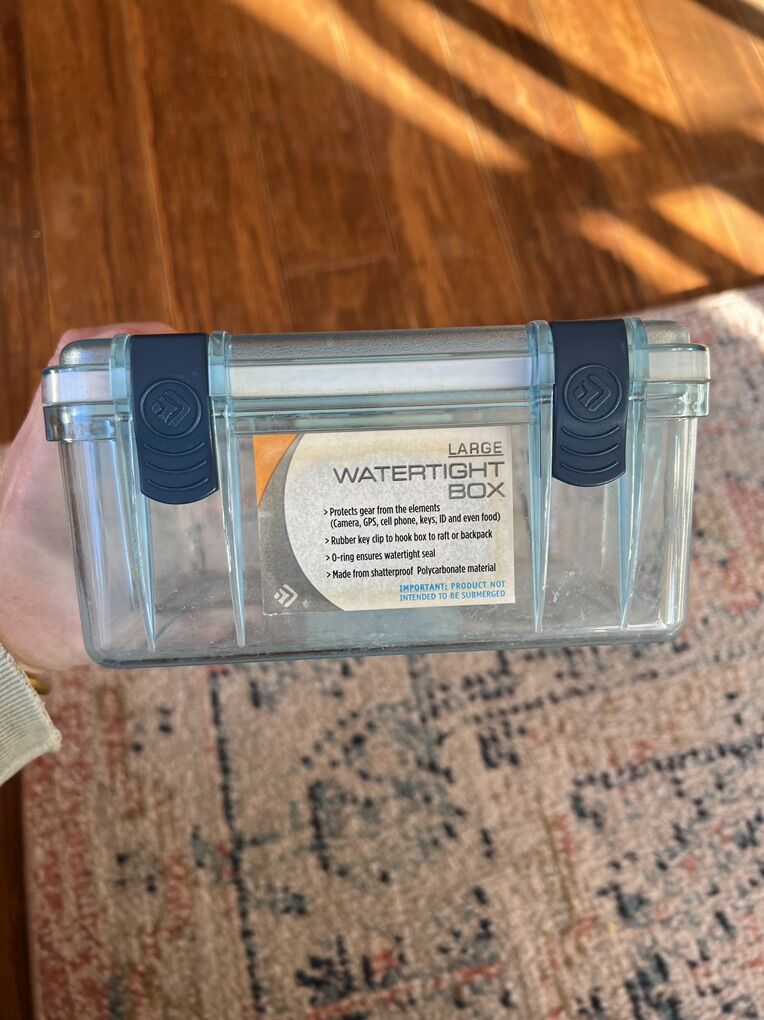 LARGE
WATERTIGHT
BOX
> Protects gear from the elements
(Camera, GPS, cell phone, keys, ID and even food)
> Rubber key clip to hook box to raft or backpack
> O-ring ensures watertight seal
> Made from shatterproof Polycarbonate material
IMPORTANT: PRODUCT NOT
INTENDED TO BE SUBMERGED